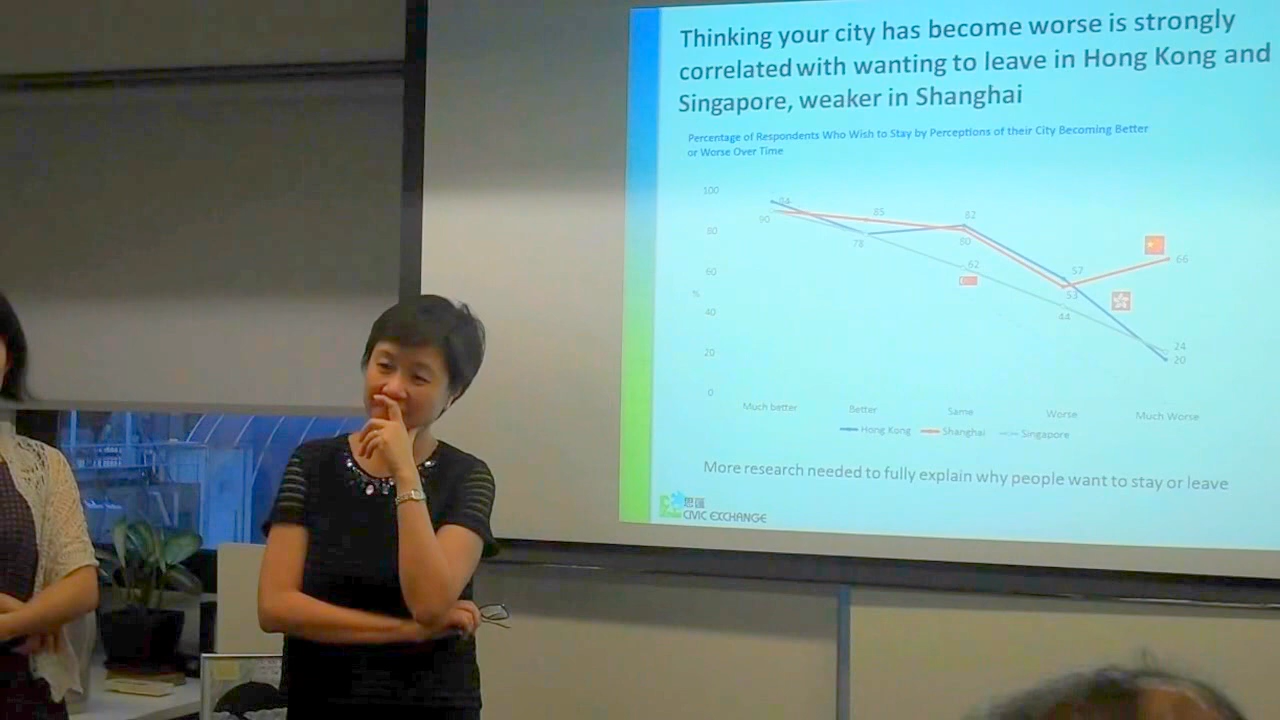 Thinking your city has become worse is strongly
correlated with wanting to leave in Hong Kong and
Singapore, weaker in Shanghai
Percentage of Respondents Who Wish to Stay by Perceptions of their City Becoming Better
or Worse Over Time
100
80
60
%
40
20
0
94
90
85
78
82
80
62
57
53
44
66
24
20
Much better
Better
Same
Worse
Much Worse
Hong Kong
Shanghai
Singapore
More research needed to fully explain why people want to stay or leave
思匯
CIVIC EXCHANGE